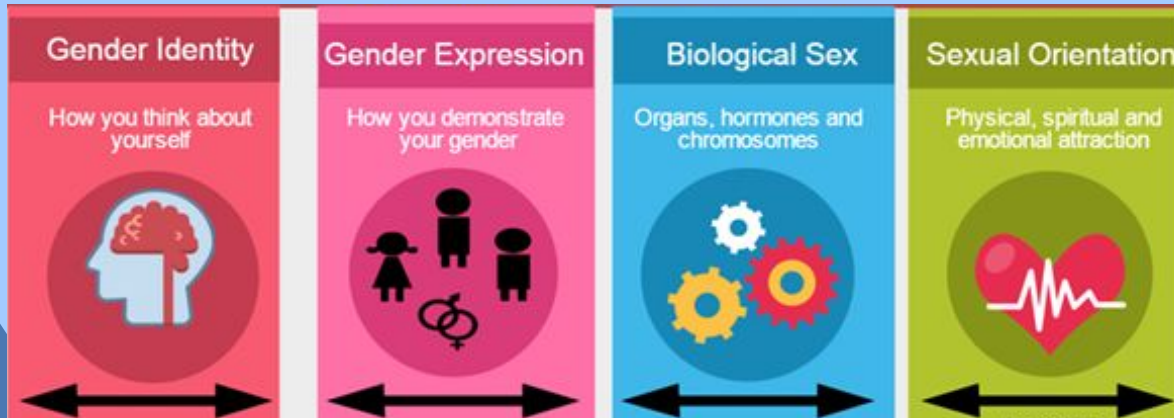 Gender Identity
How you think about
yourself
Gender Expression
How you demonstrate
your gender
Biological Sex
Organs, hormones and
chromosomes
Sexual Orientation
Physical, spiritual and
emotional attraction